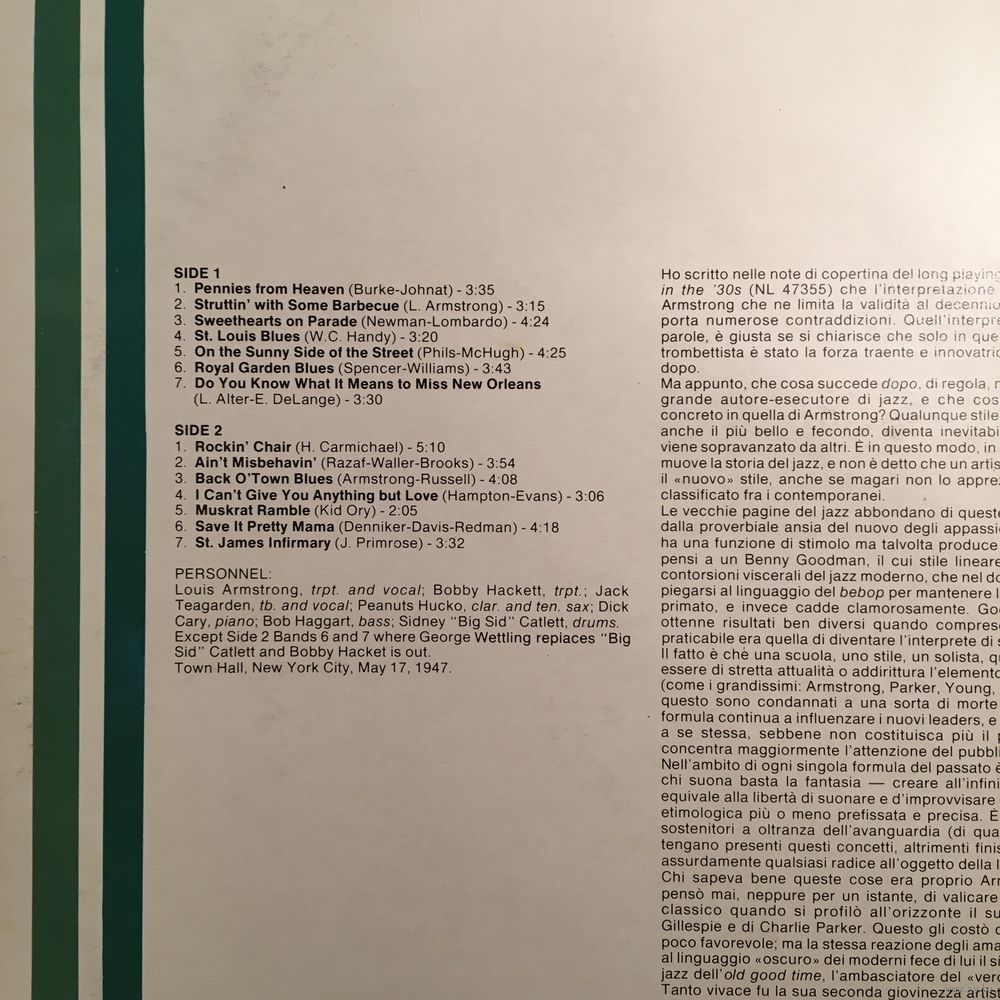 SIDE 1
1. Pennies from Heaven (Burke-Johnat) - 3:35
2. Struttin' with Some Barbecue (L. Armstrong) - 3:15
3. Sweethearts on Parade (Newman-Lombardo) - 4:24
4. St. Louis Blues (W.C. Handy) - 3:20
5. On the Sunny Side of the Street (Phils-McHugh) - 4:25
6. Royal Garden Blues (Spencer-Williams) - 3:43
7. Do You Know What It Means to Miss New Orleans
(L. Alter-E. DeLange) - 3:30
SIDE 2
1. Rockin' Chair (H. Carmichael) - 5:10
2. Ain't Misbehavin' (Razaf-Waller-Brooks) - 3:54
3. Back O'Town Blues (Armstrong-Russell) - 4:08
4. I Can't Give You Anything but Love (Hampton-Evans) - 3:06
5. Muskrat Ramble (Kid Ory) - 2:05
6. Save It Pretty Mama (Denniker-Davis-Redman) - 4:18
7. St. James Infirmary (J. Primrose) - 3:32
PERSONNEL:
Louis Armstrong, trpt. and vocal; Bobby Hackett, trpt.; Jack
Teagarden, tb. and vocal; Peanuts Hucko, clar. and ten. sax; Dick
Cary, piano; Bob Haggart, bass; Sidney "Big Sid" Catlett, drums.
Except Side 2 Bands 6 and 7 where George Wettling replaces "Big
Sid" Catlett and Bobby Hacket is out.
Town Hall, New York City, May 17, 1947.
Ho scritto nelle note di copertina del long playing
in the '30s (NL 47355) che l'interpretazione
Armstrong che ne limita la validità al decennio
porta numerose contraddizioni. Quell'interpre
parole, è giusta se si chiarisce che solo in que
trombettista è stato la forza traente e innovatric
dopo.
Ma appunto, che cosa succede dopo, di regola, n
grande autore-esecutore di jazz, e che cos
concreto in quella di Armstrong? Qualunque stile
anche il più bello e fecondo, diventa inevitabi
viene sopravanzato da altri. È in questo modo, in
muove la storia del jazz, e non è detto che un artis
il «nuovo» stile, anche se magari non lo apprez
classificato fra i contemporanei.
Le vecchie pagine del jazz abbondano di queste
dalla proverbiale ansia del nuovo degli appassi
ha una funzione di stimolo ma talvolta produce
pensi a un Benny Goodman, il cui stile lineare
contorsioni viscerali del jazz moderno, che nel do
piegarsi al linguaggio del bebop per mantenere l
primato, e invece cadde clamorosamente. Goo
ottenne risultati ben diversi quando comprese
praticabile era quella di diventare l'interprete di s
Il fatto è che una scuola, uno stile, un solista, qu
essere di stretta attualità o addirittura l'elemento
(come i grandissimi: Armstrong, Parker, Young,
questo sono condannati a una sorta di morte
formula continua a influenzare i nuovi leaders, e
a se stessa, sebbene non costituisca più il p
concentra maggiormente l'attenzione del pubbli
Nell'ambito di ogni singola formula del passato è
chi suona basta la fantasia — creare all'infini
equivale alla libertà di suonare e d'improvvisare
etimologica più o meno prefissata e precisa. È
sostenitori a oltranza dell'avanguardia (di qua
tengano presenti questi concetti, altrimenti finis
assurdamente qualsiasi radice all'oggetto della l
Chi sapeva bene queste cose era proprio Arm
pensò mai, neppure per un istante, di valicare
classico quando si profilò all'orizzonte il su
Gillespie e di Charlie Parker. Questo gli costò c
poco favorevole; ma la stessa reazione degli ama
al linguaggio «oscuro» dei moderni fece di lui il si
jazz dell'old good time, l'ambasciatore del «verc
Tanto vivace fu la sua seconda giovinezza artist